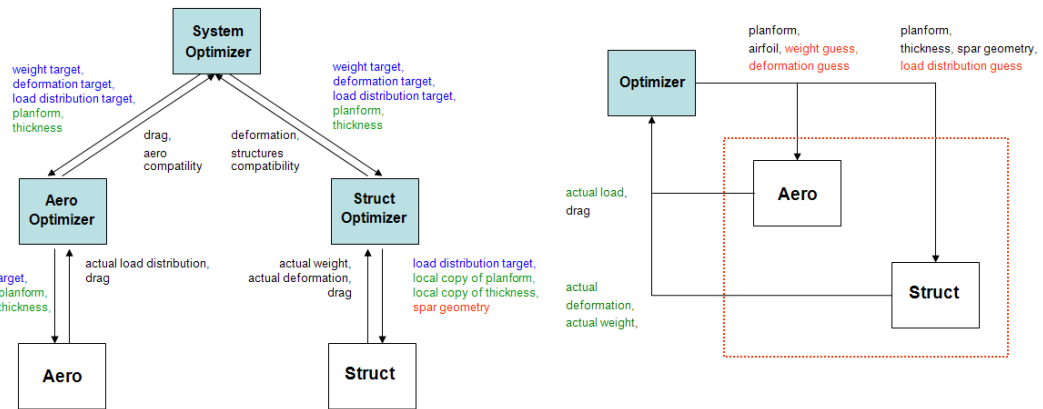 System
Optimizer
weight target,
deformation target,
load distribution target,
planform,
thickness
weight target,
deformation target,
load distribution target,
planform,
thickness
drag,
aero
compatility
deformation,
structures
compatibility
Aero
Optimizer
Struct
Optimizer
arget,
planform,
thickness,
actual load distribution,
drag
actual weight,
actual deformation,
drag
load distribution target,
local copy of planform,
local copy of thickness,
spar geometry
Aero
Struct
planform,
airfoil, weight guess,
deformation guess
planform,
thickness, spar geometry,
load distribution guess
Optimizer
Aero
actual load,
drag
Struct
actual
deformation,
actual weight,